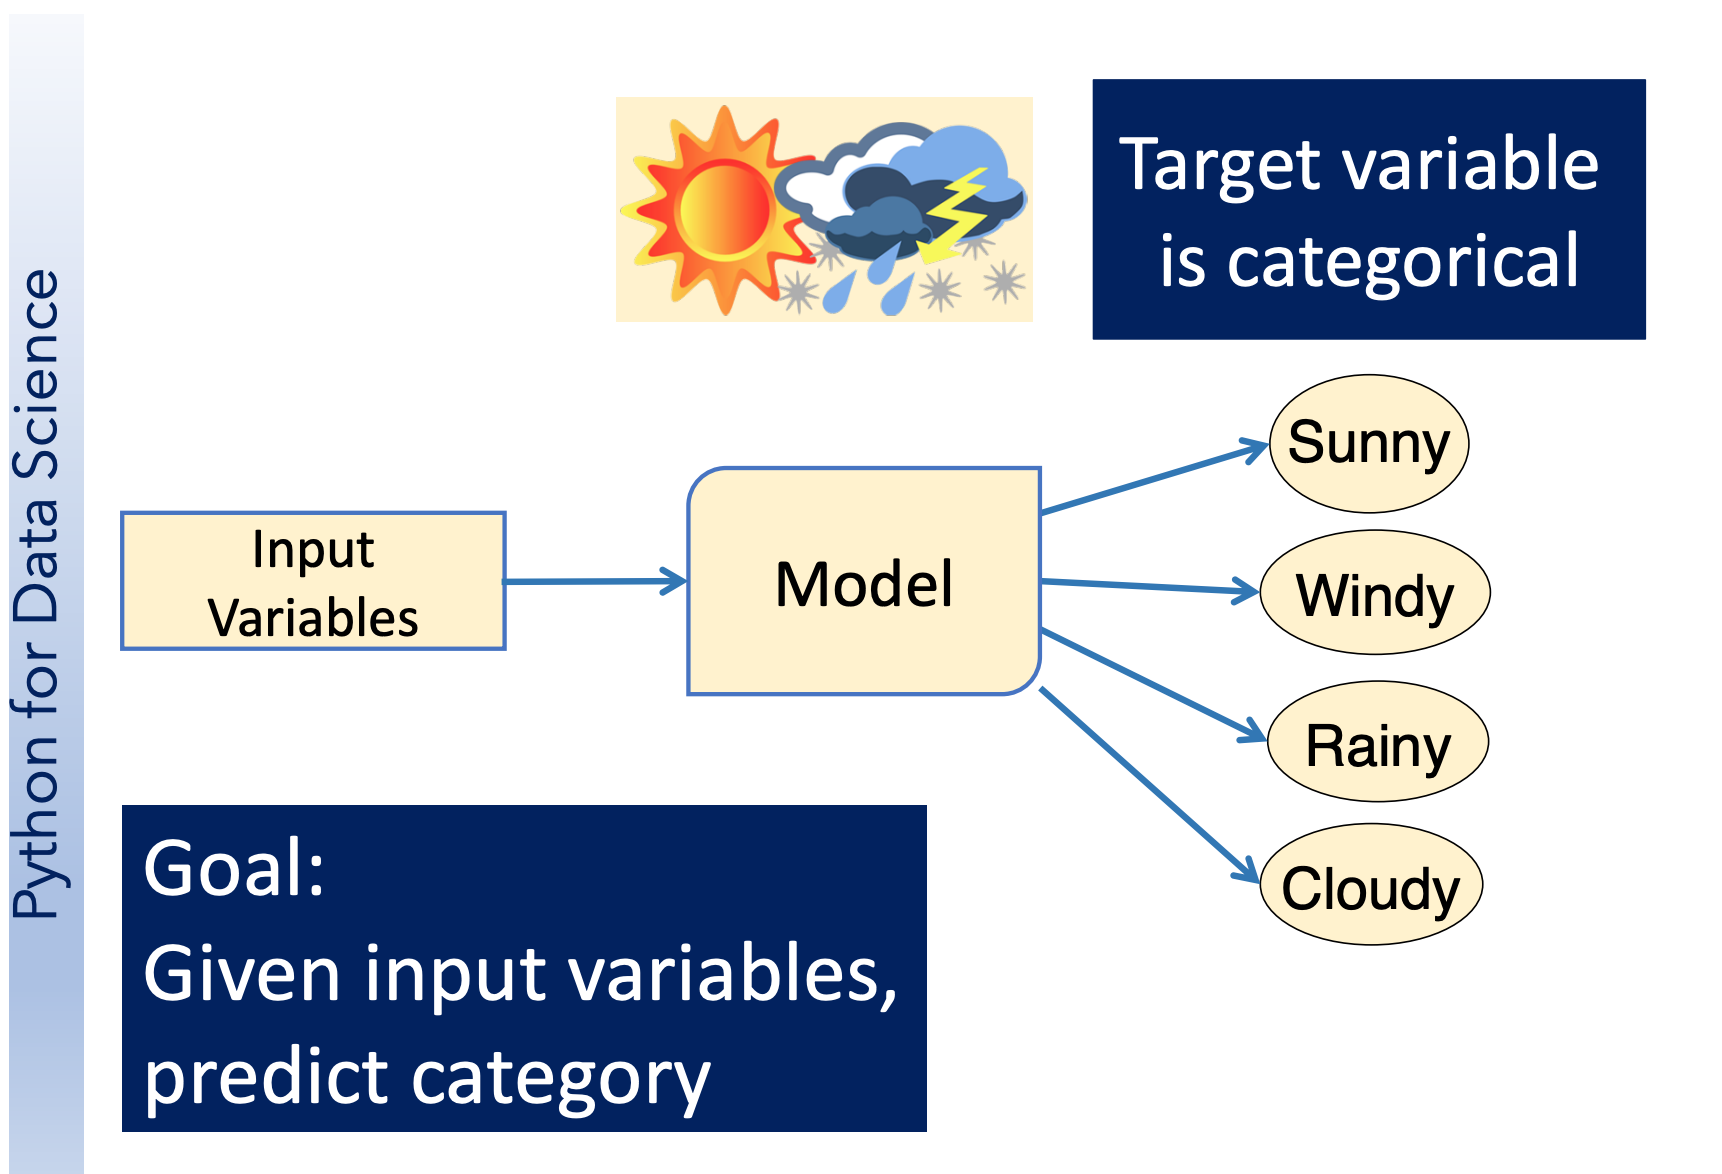 Python for Data Science
Target variable
is categorical
Input
Variables
Model
Sunny
Windy
Rainy
Cloudy
Goal:
Given input variables,
predict category